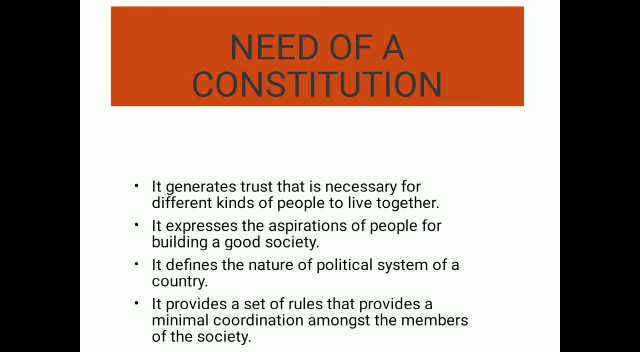 NEED OF A
CONSTITUTION
• It generates trust that is necessary for
different kinds of people to live together.
• It expresses the aspirations of people for
building a good society.
• It defines the nature of political system of a
country.
• It provides a set of rules that provides a
minimal coordination amongst the members
of the society.